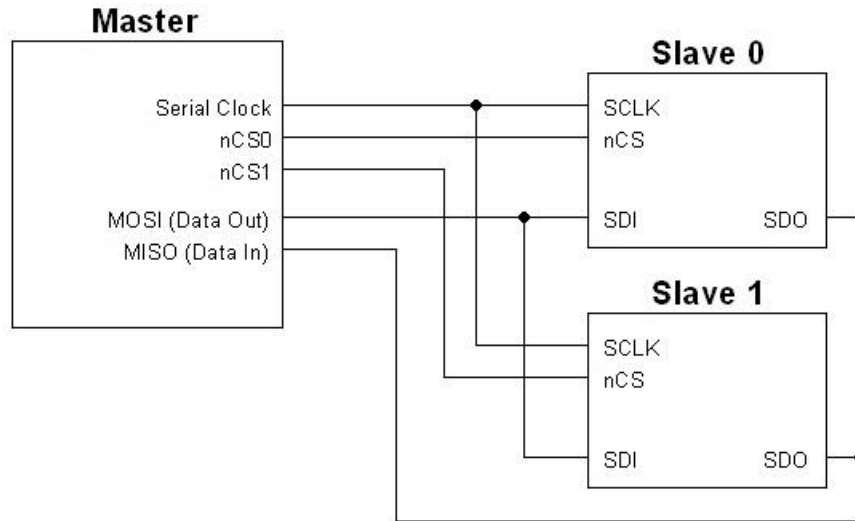 Master
Serial Clock
nCS0
nCS1
MOSI (Data Out)
MISO (Data In)
Slave 0
SCLK
nCS
SDI SDO
Slave 1
SCLK
nCS
SDI SDO